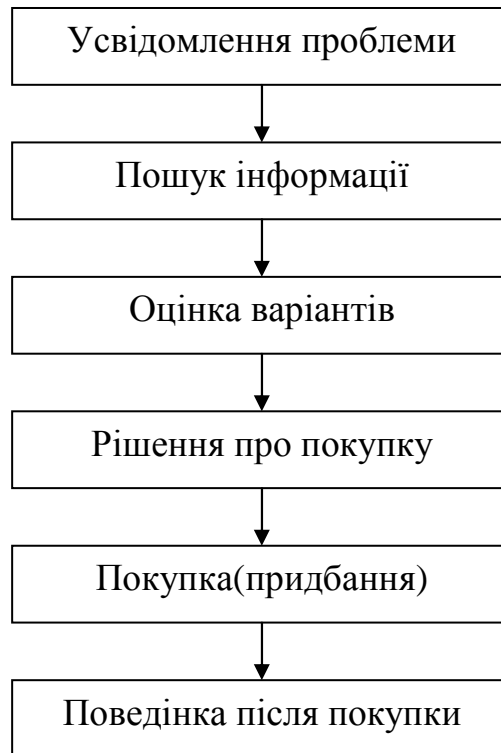 Усвідомлення проблеми
Пошук інформації
Оцінка варіантів
Рішення про покупку
Покупка(придбання)
Поведінка після покупки